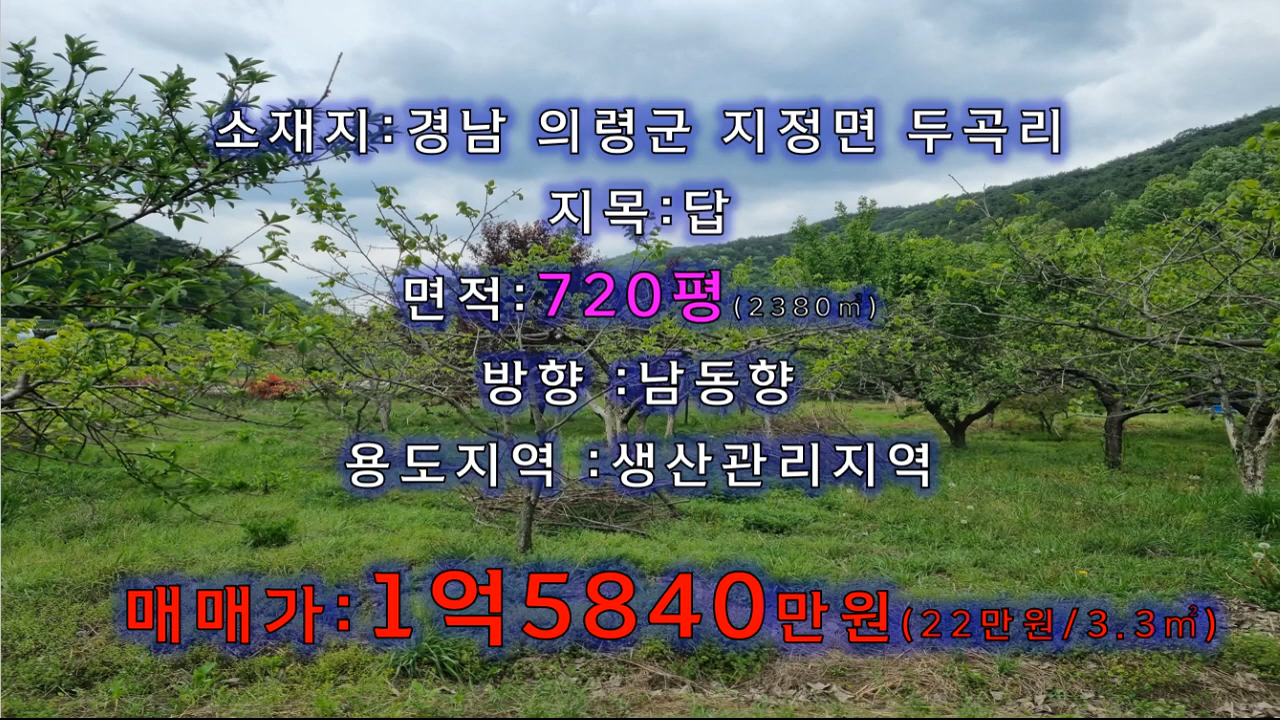 소재지:경남 의령군 지정면 두곡리
지목:답
면적:720평(2380㎡)
방향 :남동향
용도지역 :생산관리지역
매매가:1억5840만원(22만원/3.3㎡)